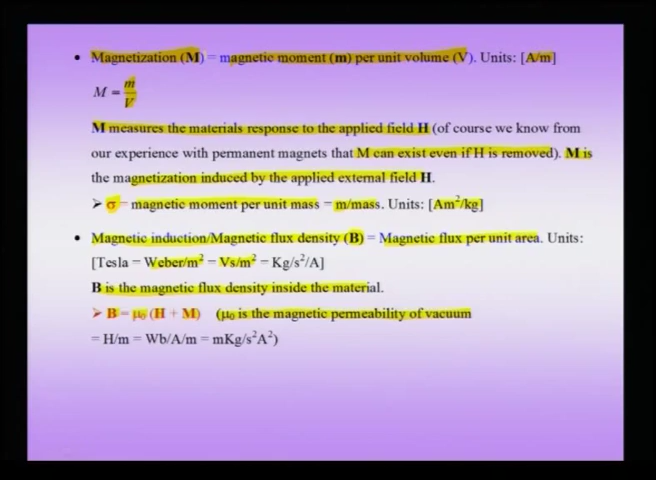 • Magnetization (M) = magnetic moment (m) per unit volume (V). Units: [A/m]
M = m/V
M measures the materials response to the applied field H (of course we know from
our experience with permanent magnets that M can exist even if H is removed). M is
the magnetization induced by the applied external field H.
➢ σ = magnetic moment per unit mass = m/mass. Units: [Am²/kg]
• Magnetic induction/Magnetic flux density (B) = Magnetic flux per unit area. Units:
[Tesla = Weber/m² = Vs/m² = Kg/s²/A]
B is the magnetic flux density inside the material.
➢ B = μ₀ (H + M) (μ₀ is the magnetic permeability of vacuum
= H/m = Wb/A/m = mKg/s²A²)